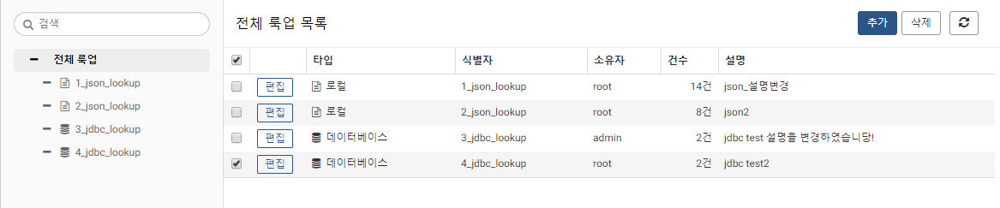 검색
전체 룩업
1_json_lookup
2_json_lookup
3_jdbc_lookup
4_jdbc_lookup
전체 룩업 목록
추가 삭제
타입 식별자 소유자 건수 설명
편집 로컬 1_json_lookup root 14건 json_설명변경
편집 로컬 2_json_lookup root 8건 json2
편집 데이터베이스 3_jdbc_lookup admin 2건 jdbc test 설명을 변경하였습니당!
편집 데이터베이스 4_jdbc_lookup root 2건 jdbc test2